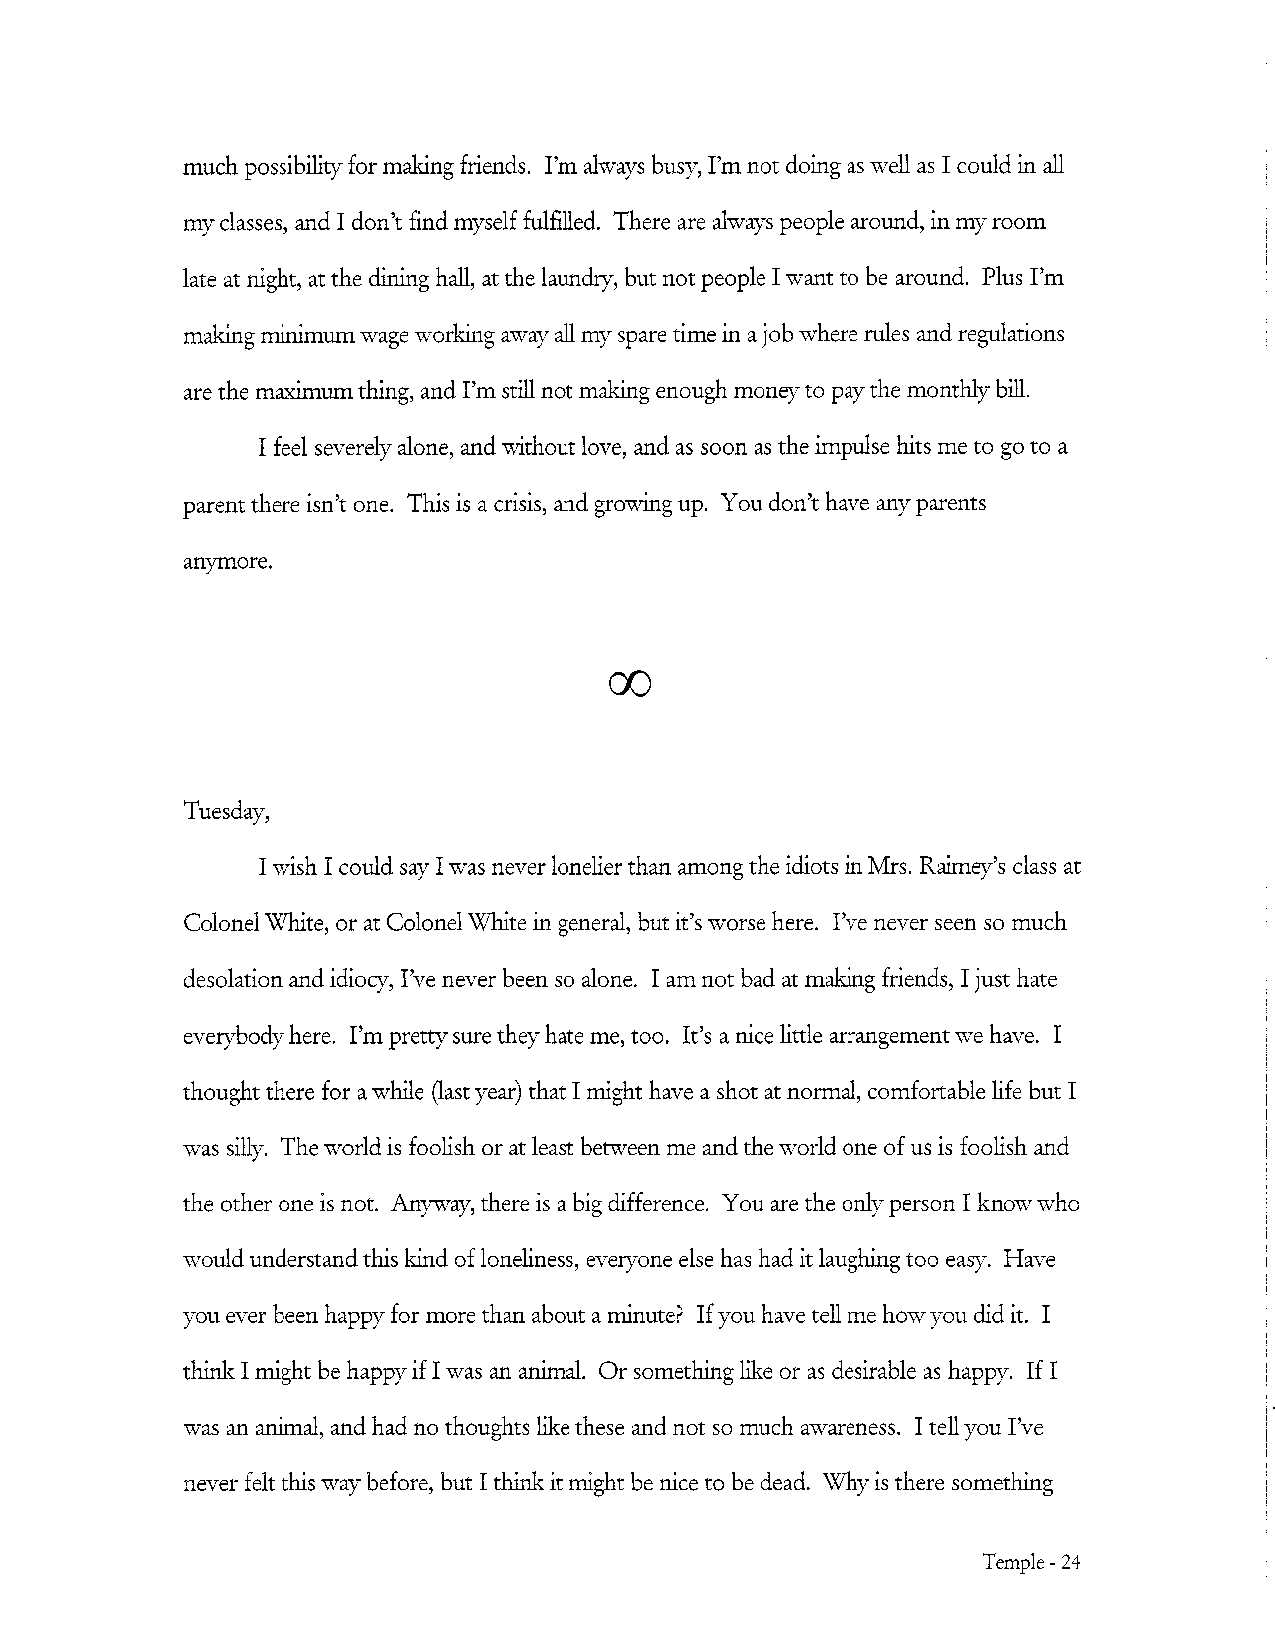 much possibility for making friends.  I'm always busy, I'm not doing as well as I could in all
my classes, and I don't find myself fulfilled.  There are always people around, in my room
late at night, at the dining hall, at the laundry, but not people I want to be around.  Plus I'm
making minimum wage working away all my spare time in a job where rules and regulations
are the maximum thing, and I'm still not making enough money to pay the monthly bill.
I feel severely alone, and without love, and as soon as the impulse hits me to go to a
parent there isn't one.  This is a crisis, and growing up.  You don't have any parents
anymore.
∞
Tuesday,
I wish I could say I was never lonelier than among the idiots in Mrs. Raimey's class at
Colonel White, or at Colonel White in general, but it's worse here.  I've never seen so much
desolation and idiocy, I've never been so alone.  I am not bad at making friends, I just hate
everybody here.  I'm pretty sure they hate me, too.  It's a nice little arrangement we have.  I
thought there for a while (last year) that I might have a shot at normal, comfortable life but I
was silly.  The world is foolish or at least between me and the world one of us is foolish and
the other one is not.  Anyway, there is a big difference.  You are the only person I know who
would understand this kind of loneliness, everyone else has had it laughing too easy.  Have
you ever been happy for more than about a minute?  If you have tell me how you did it.  I
think I might be happy if I was an animal.  Or something like or as desirable as happy.  If I
was an animal, and had no thoughts like these and not so much awareness.  I tell you I've
never felt this way before, but I think it might be nice to be dead.  Why is there something
Temple - 24